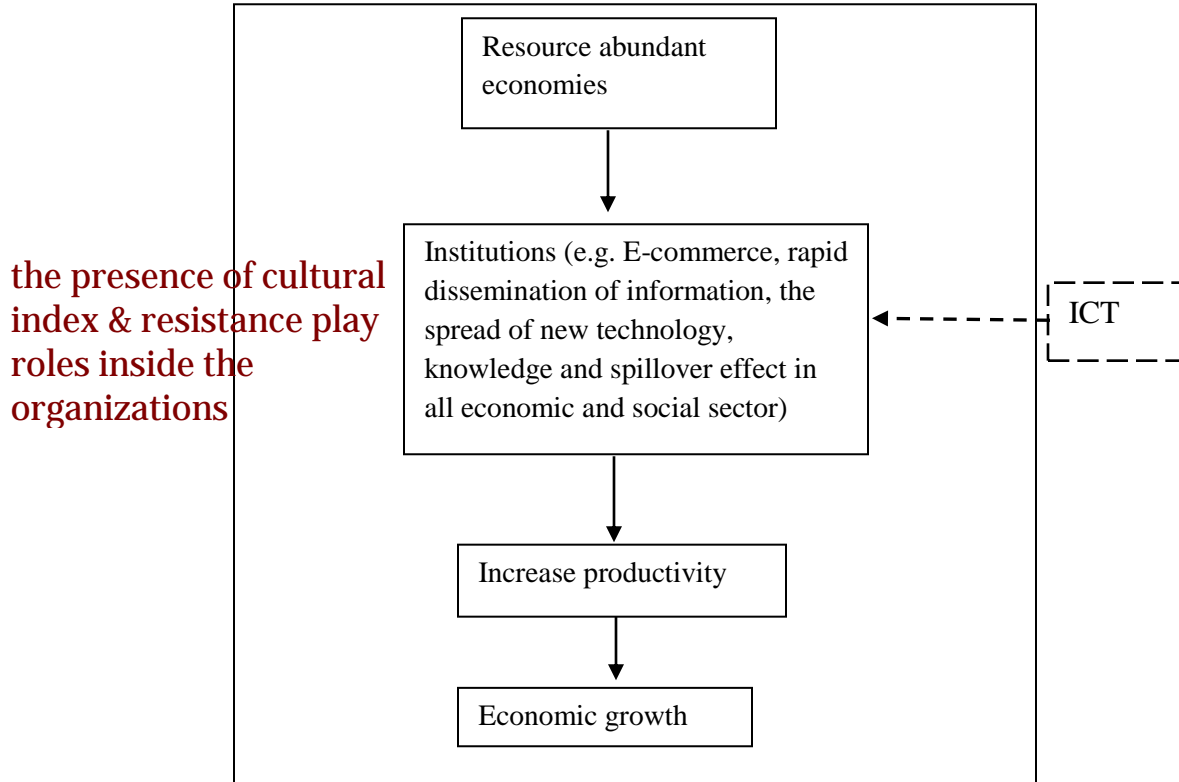 Resource abundant
economies
the presence of cultural
index & resistance play
roles inside the
organizations
Institutions (e.g. E-commerce, rapid
dissemination of information, the
spread of new technology,
knowledge and spillover effect in
all economic and social sector)
ICT
Increase productivity
Economic growth